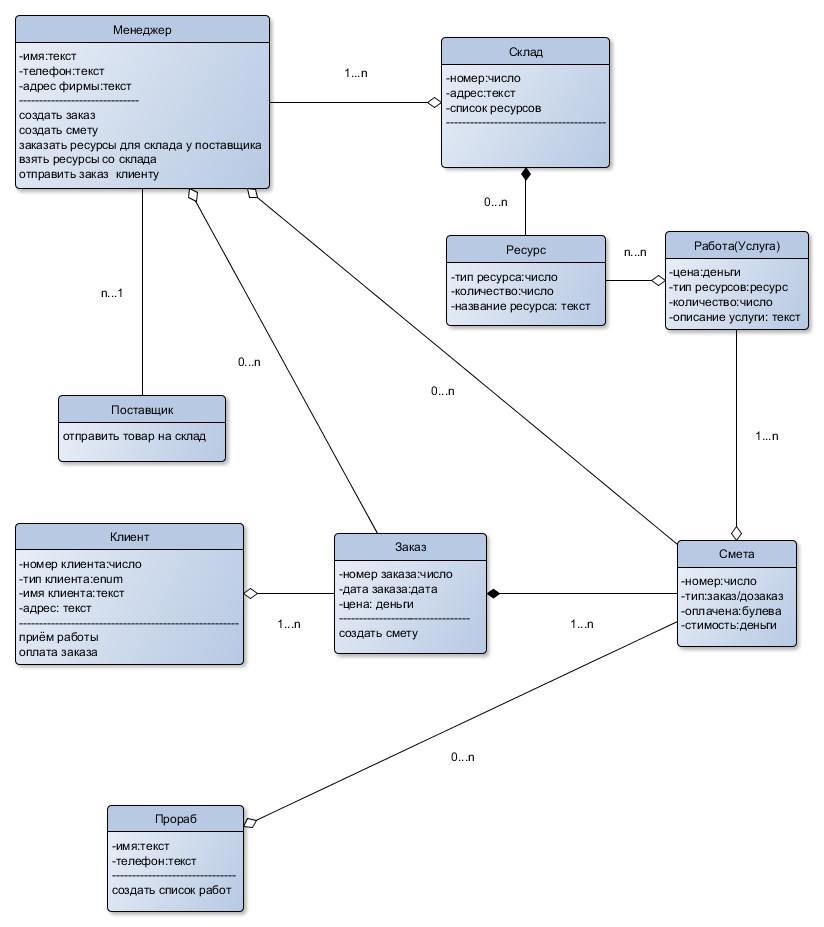 Менеджер
-имя:текст
-телефон:текст
-адрес фирмы:текст
------------------------------
создать заказ
создать смету
заказать ресурсы для склада у поставщика
взять ресурсы со склада
отправить заказ клиенту
1...n
Склад
-номер:число
-адрес:текст
-список ресурсов
----------------------------------------
0...n
Ресурс
-тип ресурса:число
-количество:число
-название ресурса: текст
n...n
Работа(Услуга)
-цена:деньги
-тип ресурсов:ресурс
-количество:число
-описание услуги: текст
n...1
0...n
0...n
1...n
Поставщик
отправить товар на склад
Клиент
-номер клиента:число
-тип клиента:enum
-имя клиента:текст
-адрес: текст
-------------------------------------------------------
приём работы
оплата заказа
1...n
Заказ
-номер заказа:число
-дата заказа:дата
-цена: деньги
---------------------------------
создать смету
1...n
Смета
-номер:число
-тип:заказ/дозаказ
-оплачена:булева
-стимость:деньги
0...n
Прораб
-имя:текст
-телефон:текст
-------------------------------
создать список работ